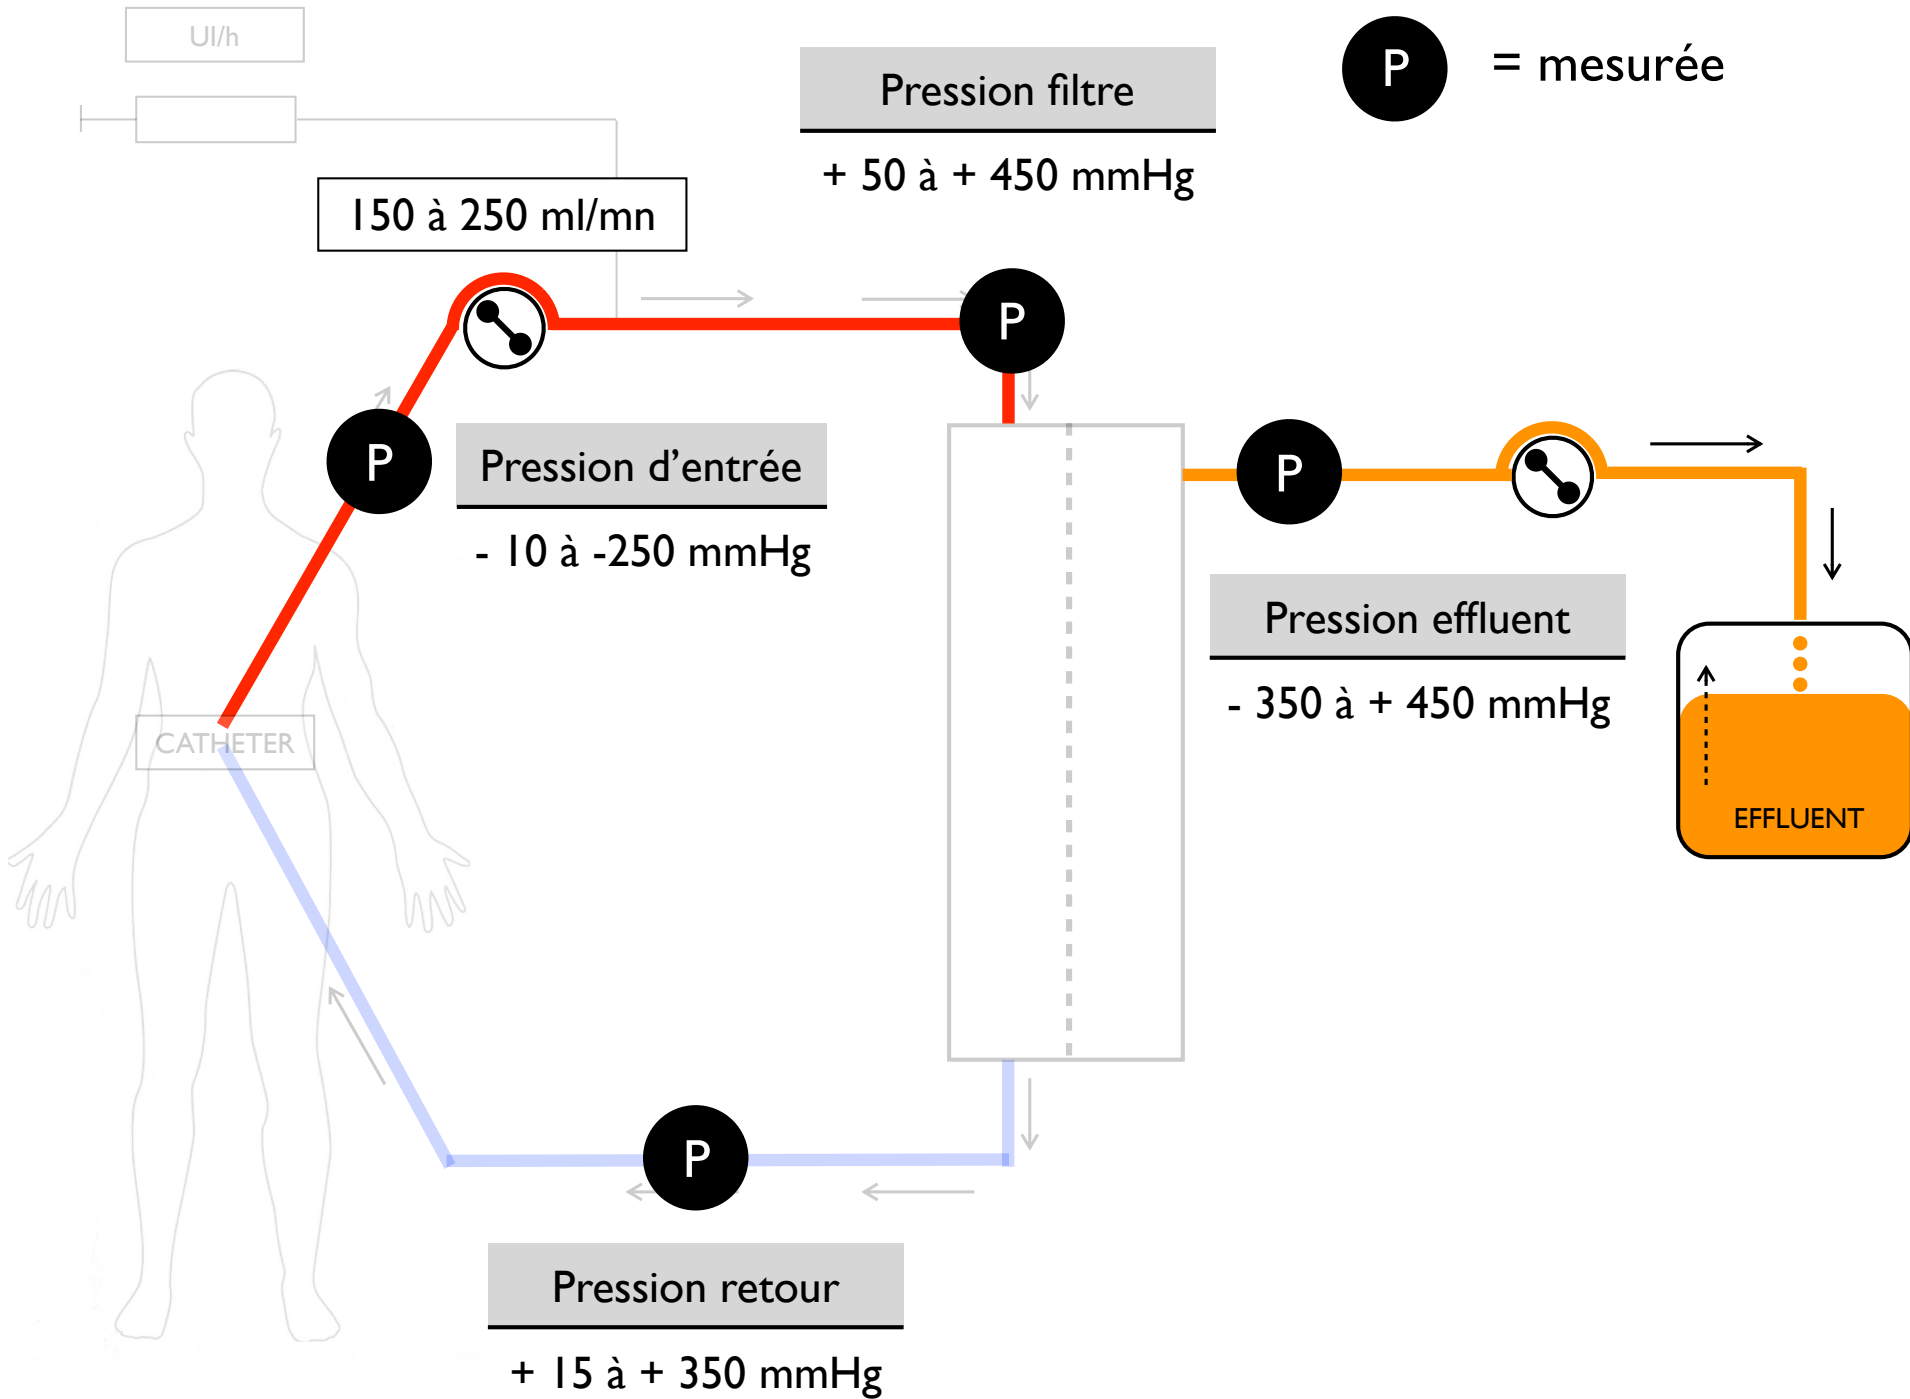 UI/h
Pression filtre
P
= mesurée
+ 50 à + 450 mmHg
150 à 250 ml/mn
P
P
Pression d'entrée
P
- 10 à -250 mmHg
Pression effluent
- 350 à + 450 mmHg
CATHETER
EFFLUENT
P
Pression retour
+ 15 à + 350 mmHg